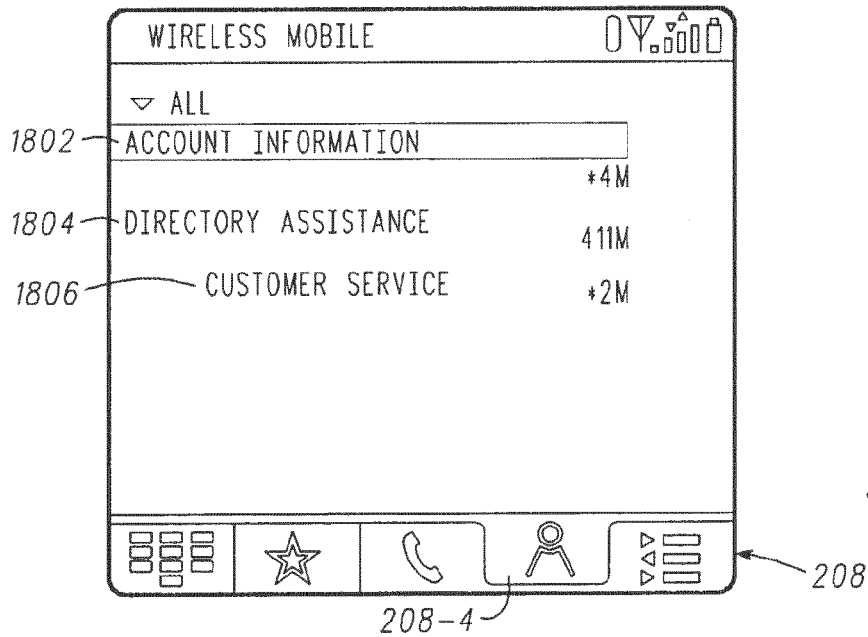 WIRELESS MOBILE
ALL
1802 ACCOUNT INFORMATION
*4M
1804 DIRECTORY ASSISTANCE
411M
1806 CUSTOMER SERVICE *2M
208
208-4